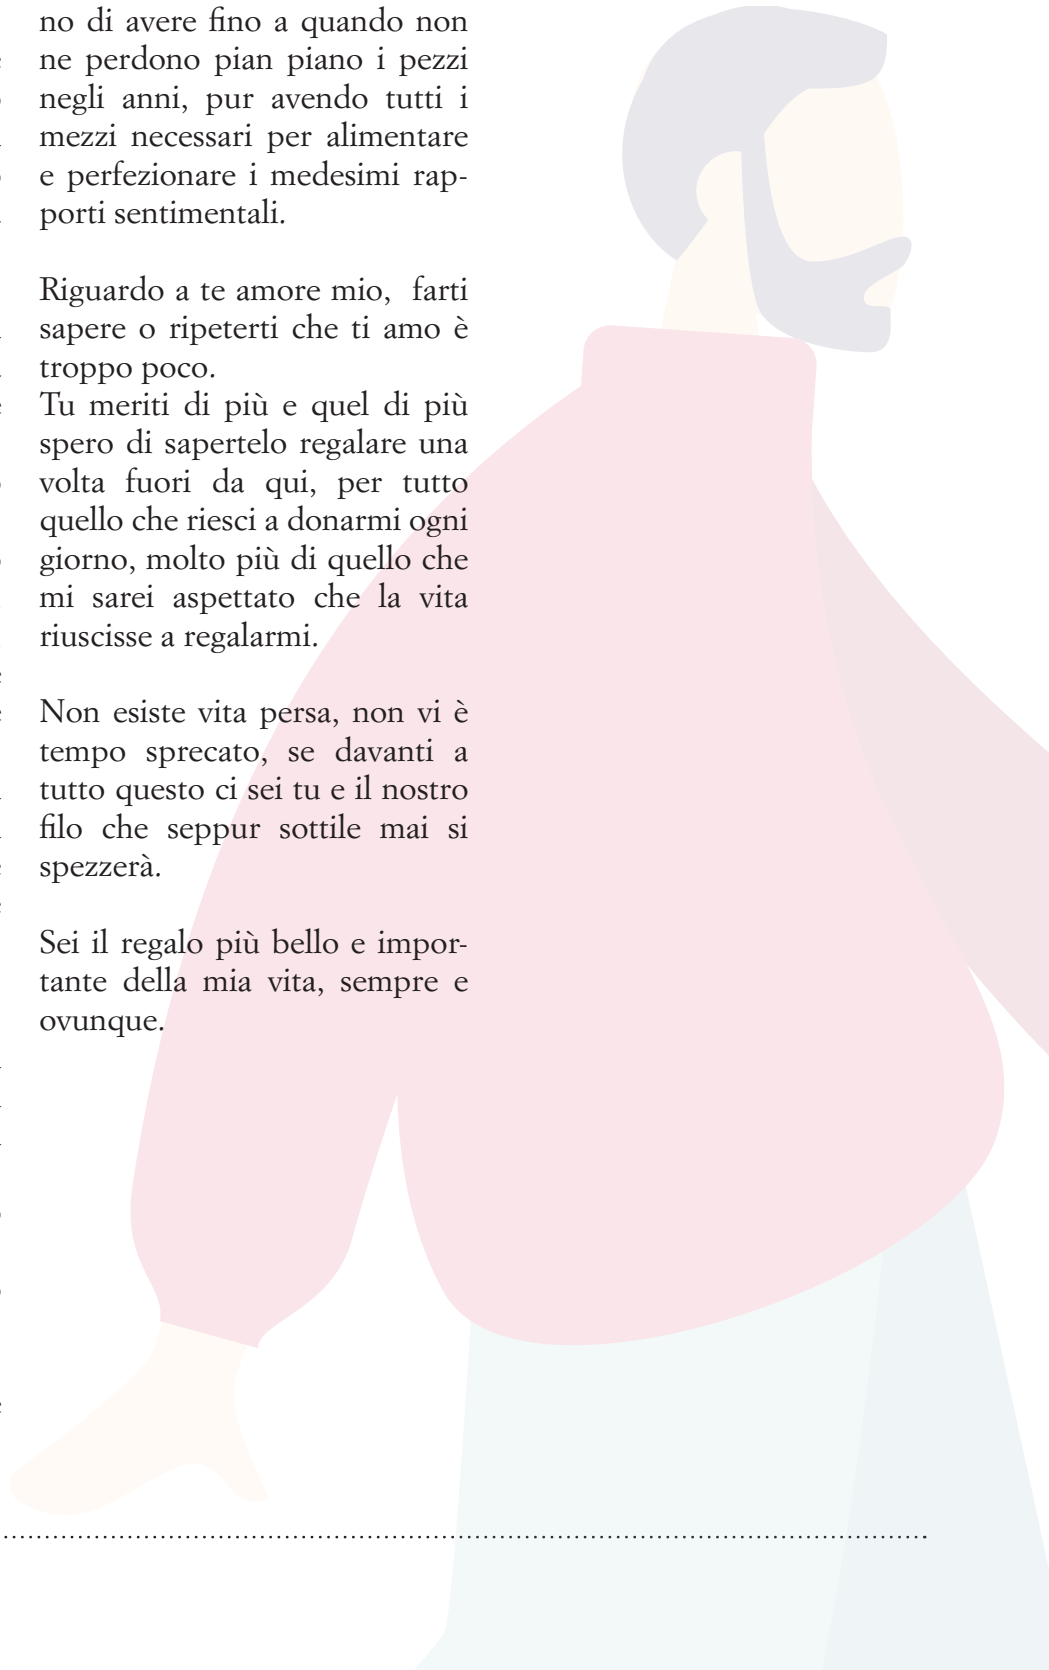 no di avere fino a quando non
ne perdono pian piano i pezzi
negli anni, pur avendo tutti i
mezzi necessari per alimentare
e perfezionare i medesimi rap-
porti sentimentali.
Riguardo a te amore mio, farti
sapere o ripeterti che ti amo è
troppo poco.
Tu meriti di più e quel di più
spero di sapertelo regalare una
volta fuori da qui, per tutto
quello che riesci a donarmi ogni
giorno, molto più di quello che
mi sarei aspettato che la vita
riuscisse a regalarmi.
Non esiste vita persa, non vi è
tempo sprecato, se davanti a
tutto questo ci sei tu e il nostro
filo che seppur sottile mai si
spezzerà.
Sei il regalo più bello e impor-
tante della mia vita, sempre e
ovunque.